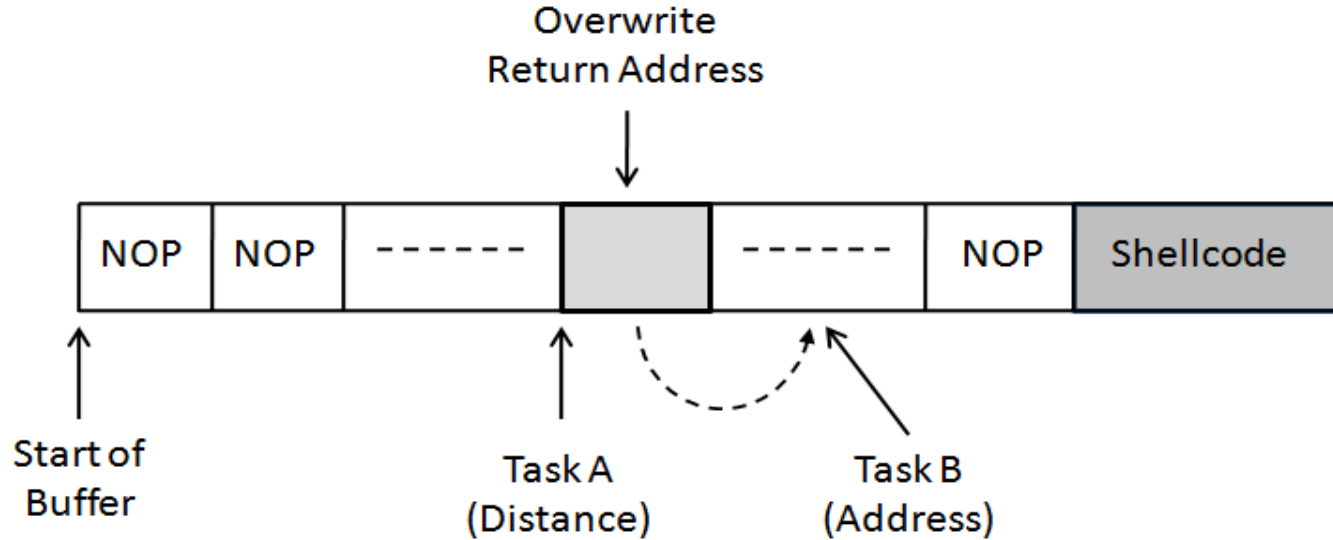 Overwrite
Return Address
NOP NOP ------ ------ NOP Shellcode
Start of
Buffer
Task A
(Distance)
Task B
(Address)